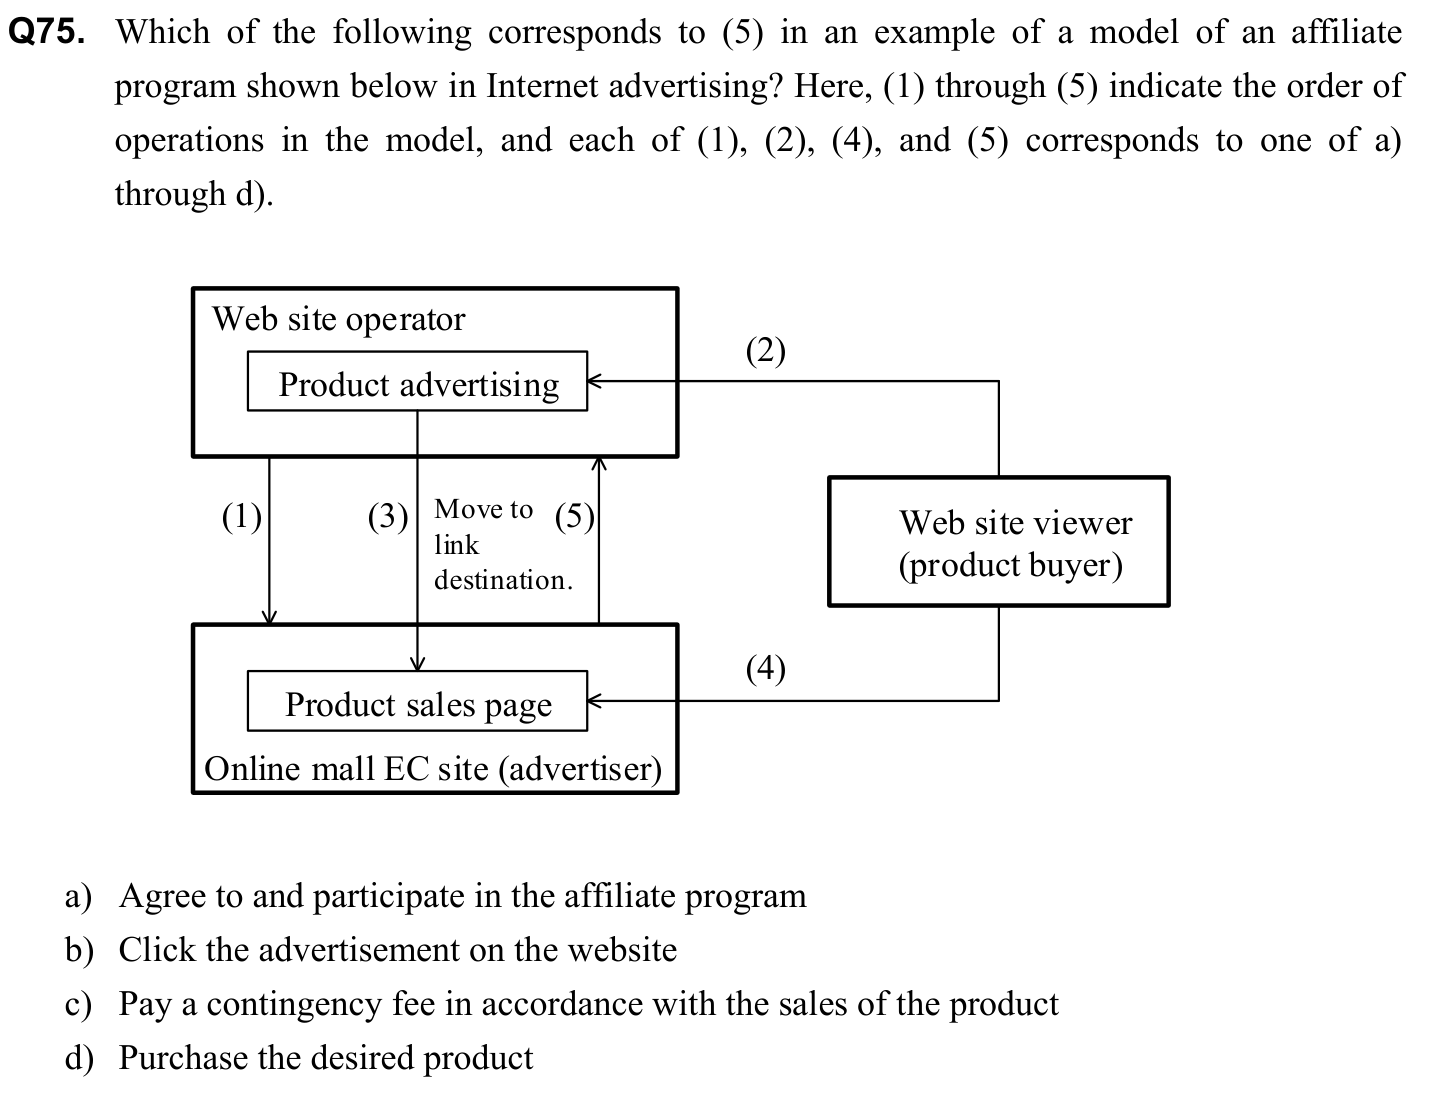 Q75. Which of the following corresponds to (5) in an example of a model of an affiliate
program shown below in Internet advertising? Here, (1) through (5) indicate the order of
operations in the model, and each of (1), (2), (4), and (5) corresponds to one of a)
through d).
Web site operator
Product advertising
(2)
(1)
(3)
Move to
link
destination.
(5)
Web site viewer
(product buyer)
(4)
Product sales page
Online mall EC site (advertiser)
a) Agree to and participate in the affiliate program
b) Click the advertisement on the website
c) Pay a contingency fee in accordance with the sales of the product
d) Purchase the desired product